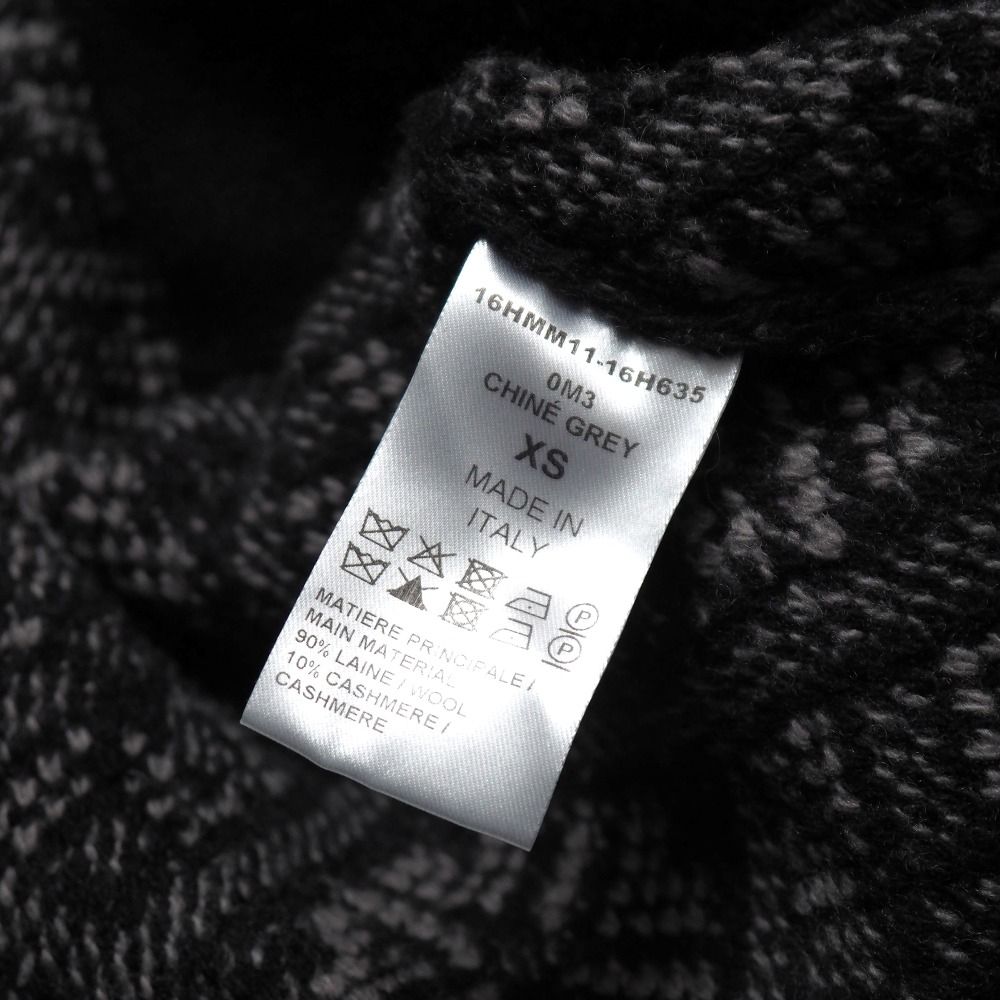 16HMM11-16H635
0M3
CHINÉ GREY
XS
MADE IN
ITALY
P
P
MATIERE PRINCIPALE /
MAIN MATERIAL
90% LAINE / WOOL
10% CASHMERE /
CASHMERE